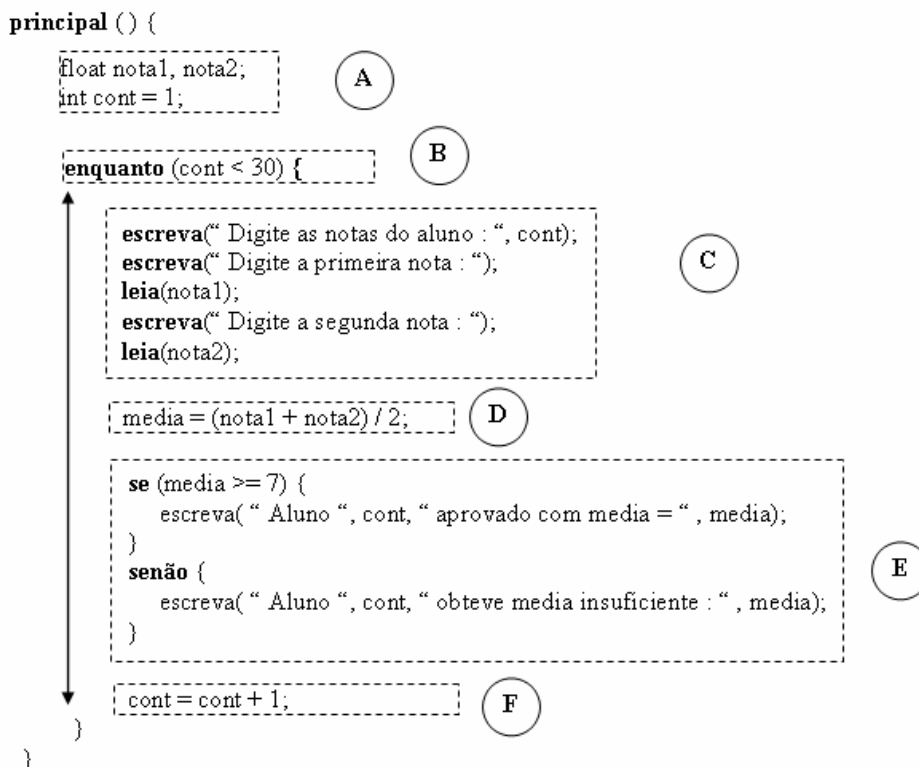 principal () {
float nota1, nota2;
int cont = 1;
A
enquanto (cont < 30) {
B
escreva(“ Digite as notas do aluno : “, cont);
escreva(“ Digite a primeira nota : “);
leia(nota1);
escreva(“ Digite a segunda nota : “);
leia(nota2);
C
media = (nota1 + nota2) / 2;
D
se (media >= 7) {
escreva( “ Aluno “, cont, “ aprovado com media = “ , media);
}
senão {
escreva( “ Aluno “, cont, “ obteve media insuficiente : “ , media);
}
E
cont = cont + 1;
F
}
}